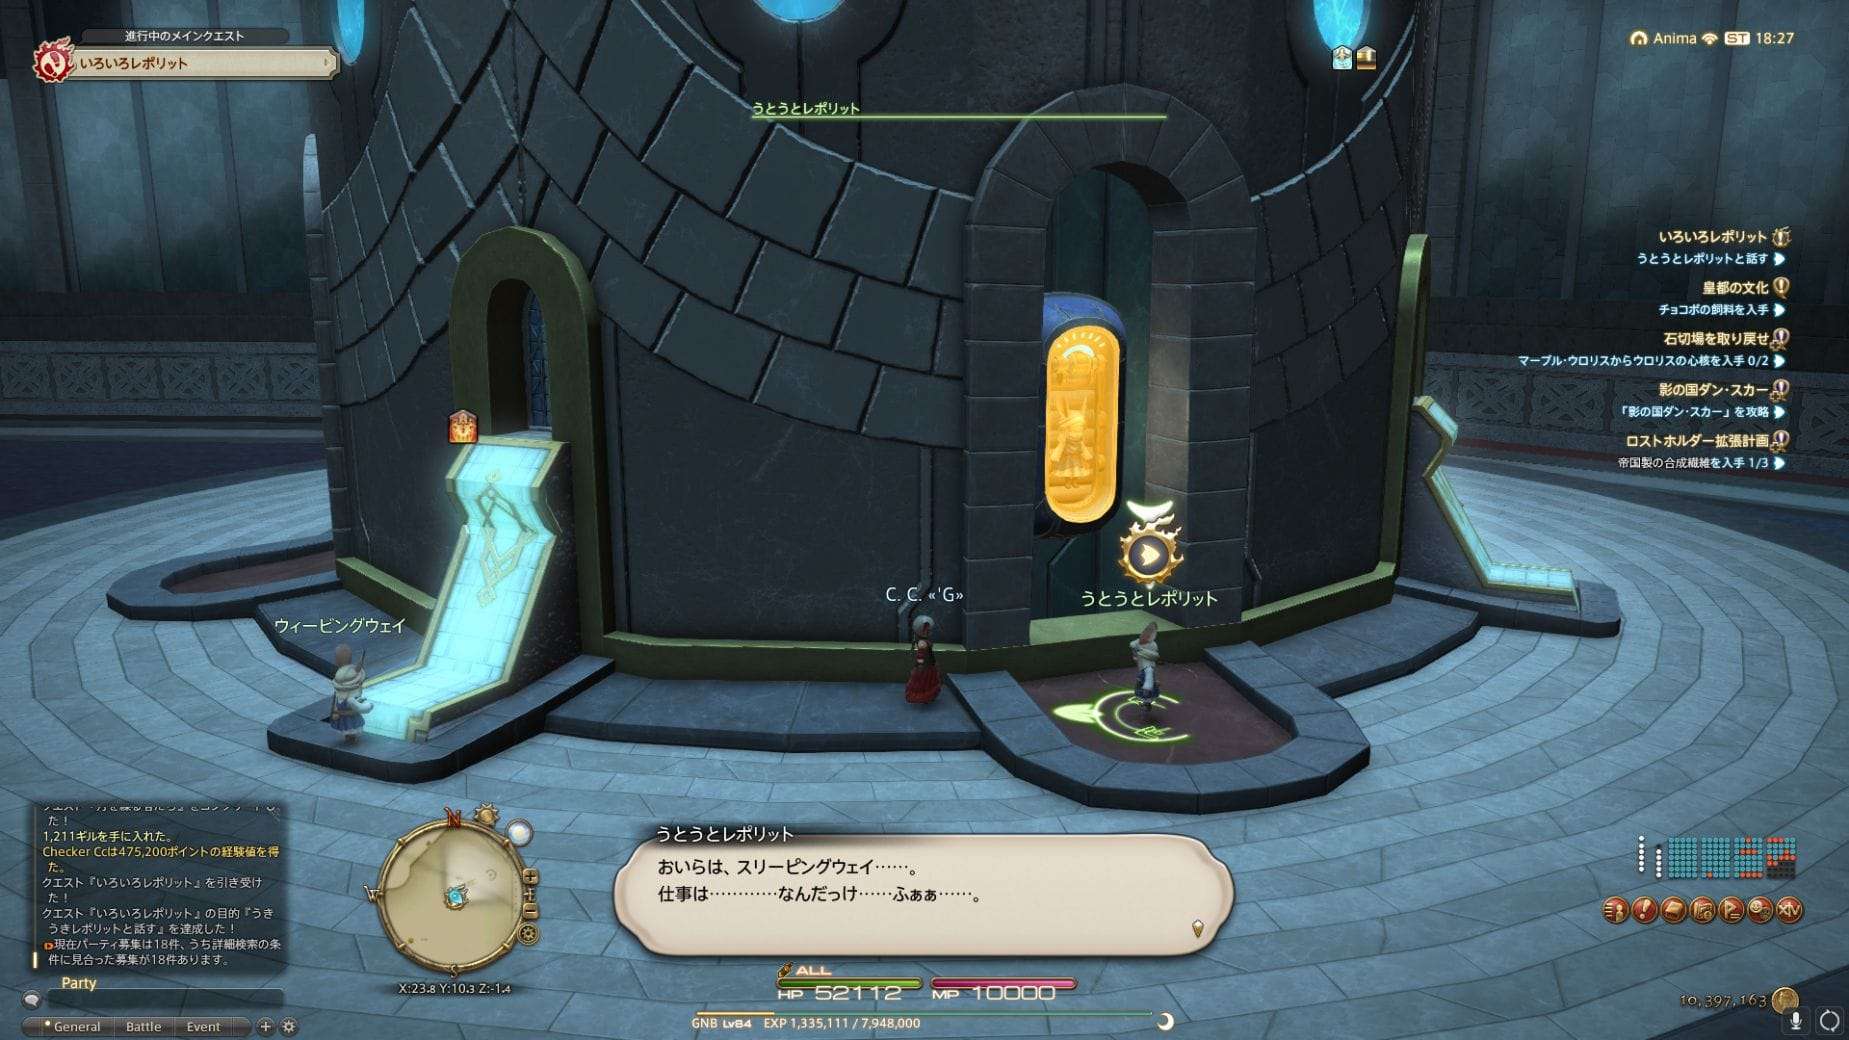 進行中のメインクエスト
いろいろレポリット
Anima ST 18:27
うとうとレポリット
いろいろレポリット
うとうとレポリットと話す
皇都の文化
チョコボの飼料を入手
石切場を取り戻せ
マーブル・ウロリスからウロリスの心核を入手 0/2
影の国ダン・スカー
「影の国ダン・スカー」を攻略
ロストホルダー拡張計画
帝国製の合成繊維を入手 1/3
C. C. «'G»
うとうとレポリット
ウィービングウェイ
た！
1,211ギルを手に入れた。
Checker Ccは475,200ポイントの経験値を得
た。
クエスト『いろいろレポリット』を引き受け
た！
クエスト『いろいろレポリット』の目的『うき
うきレポリットと話す』を達成した！
現在パーティ募集は18件、うち詳細検索の条
件に見合った募集が18件あります。
Party
General Battle Event
N
W
S
X:23.8 Y:10.3 Z:-1.4
うとうとレポリット
おいらは、スリーピングウェイ……。
仕事は…………なんだっけ……ふぁぁ……。
ALL
HP 52112 MP 10000
GNB Lv84 EXP 1,335,111 / 7,948,000
XIV
10,397,163